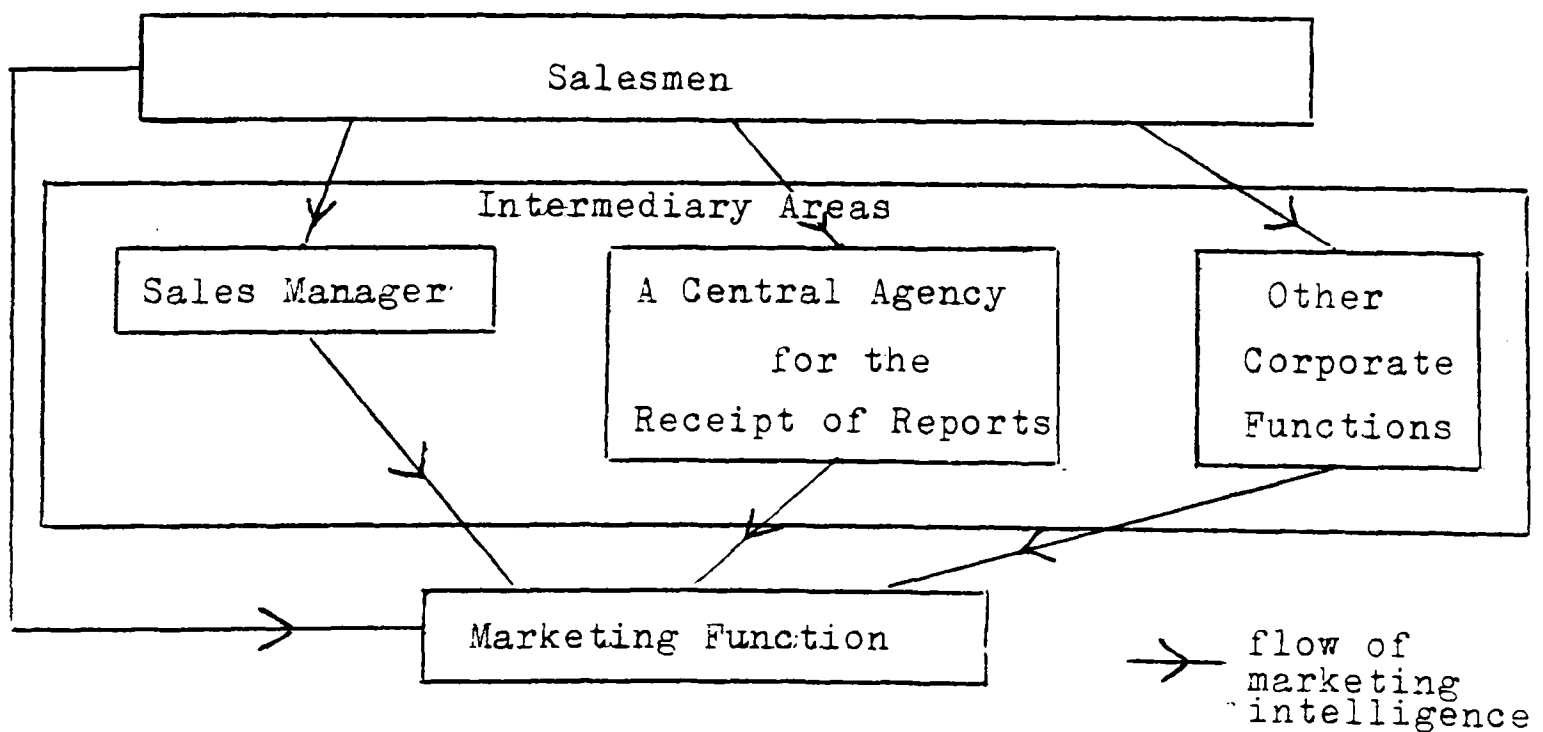 Salesmen
Intermediary Areas
Sales Manager
A Central Agency
for the
Receipt of Reports
Other
Corporate
Functions
Marketing Function
flow of
marketing
intelligence